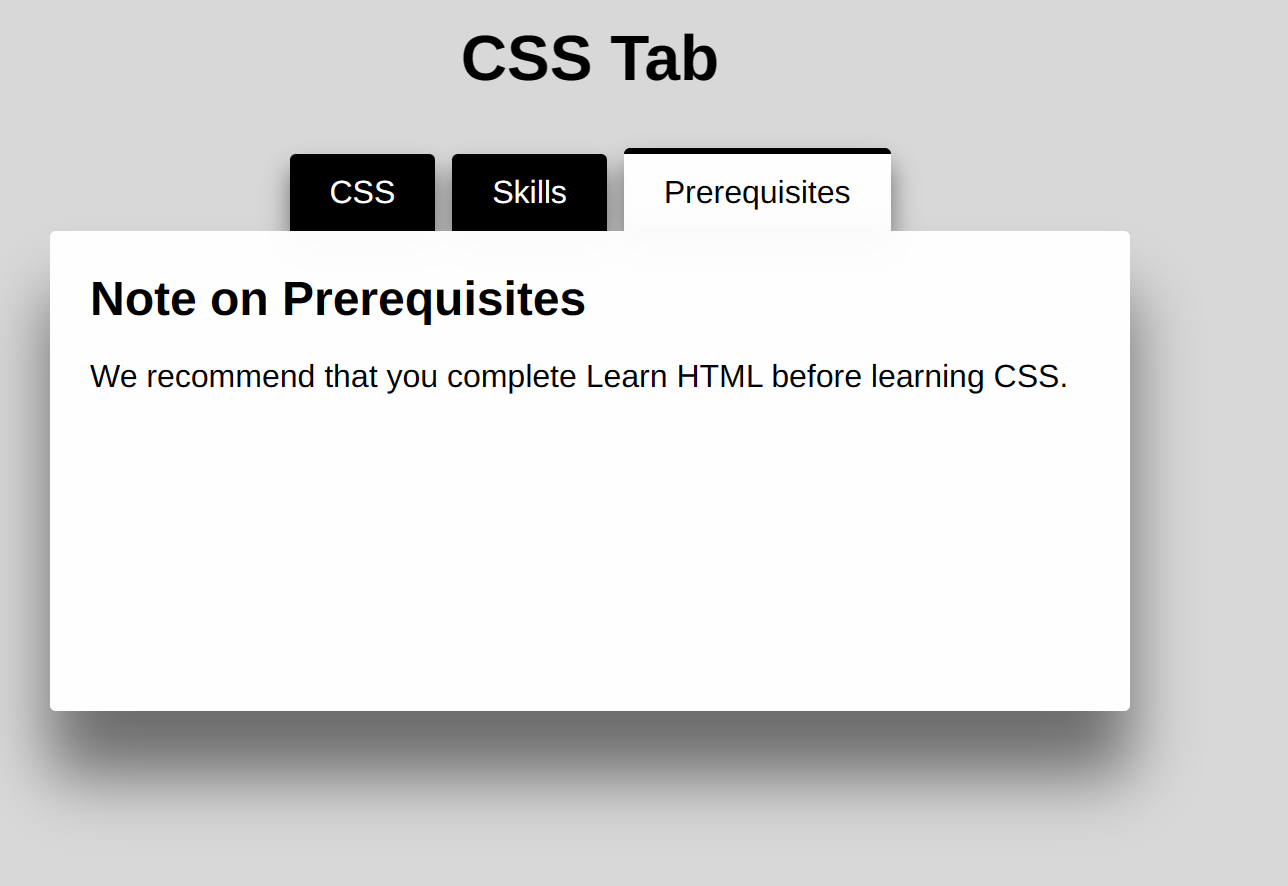 CSS Tab
CSS Skills Prerequisites
Note on Prerequisites
We recommend that you complete Learn HTML before learning CSS.